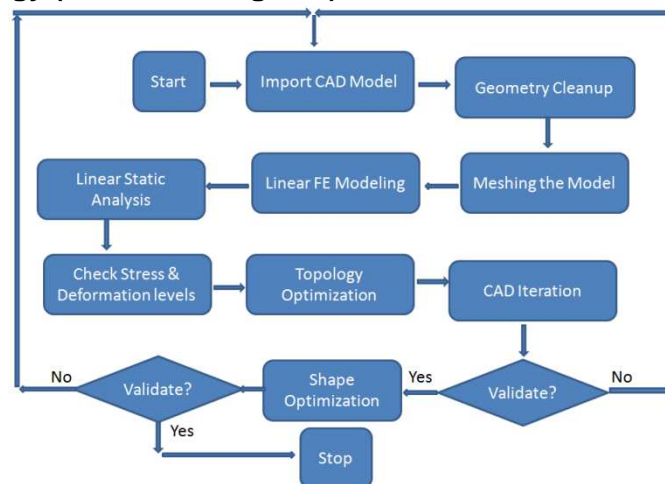 Start
Import CAD Model
Geometry Cleanup
Linear Static
Analysis
Linear FE Modeling
Meshing the Model
Check Stress &
Deformation levels
Topology
Optimization
CAD Iteration
No
Validate?
Shape
Optimization
Yes
Validate?
No
Yes
Stop